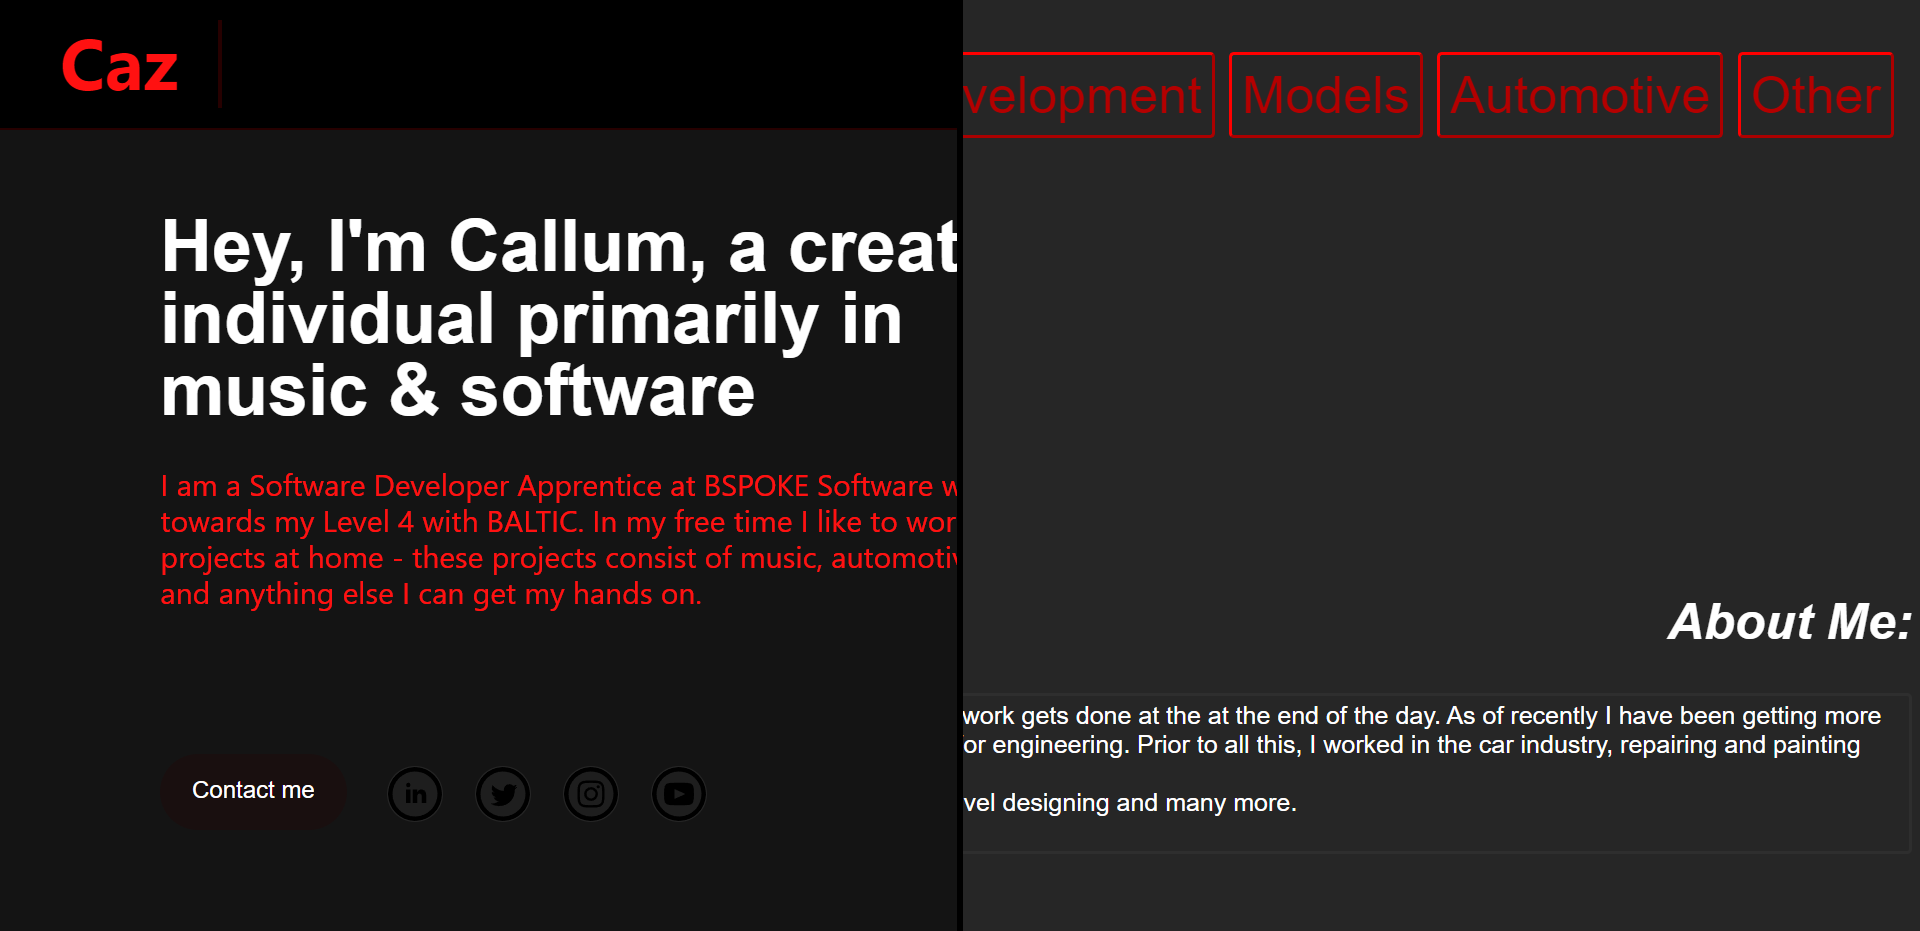 Caz
Hey, I'm Callum, a creat
individual primarily in
music & software
I am a Software Developer Apprentice at BSPOKE Software w
towards my Level 4 with BALTIC. In my free time I like to wor
projects at home - these projects consist of music, automotiv
and anything else I can get my hands on.
Contact me
velopment Models Automotive Other
About Me:
work gets done at the at the end of the day. As of recently I have been getting more
or engineering. Prior to all this, I worked in the car industry, repairing and painting
vel designing and many more.